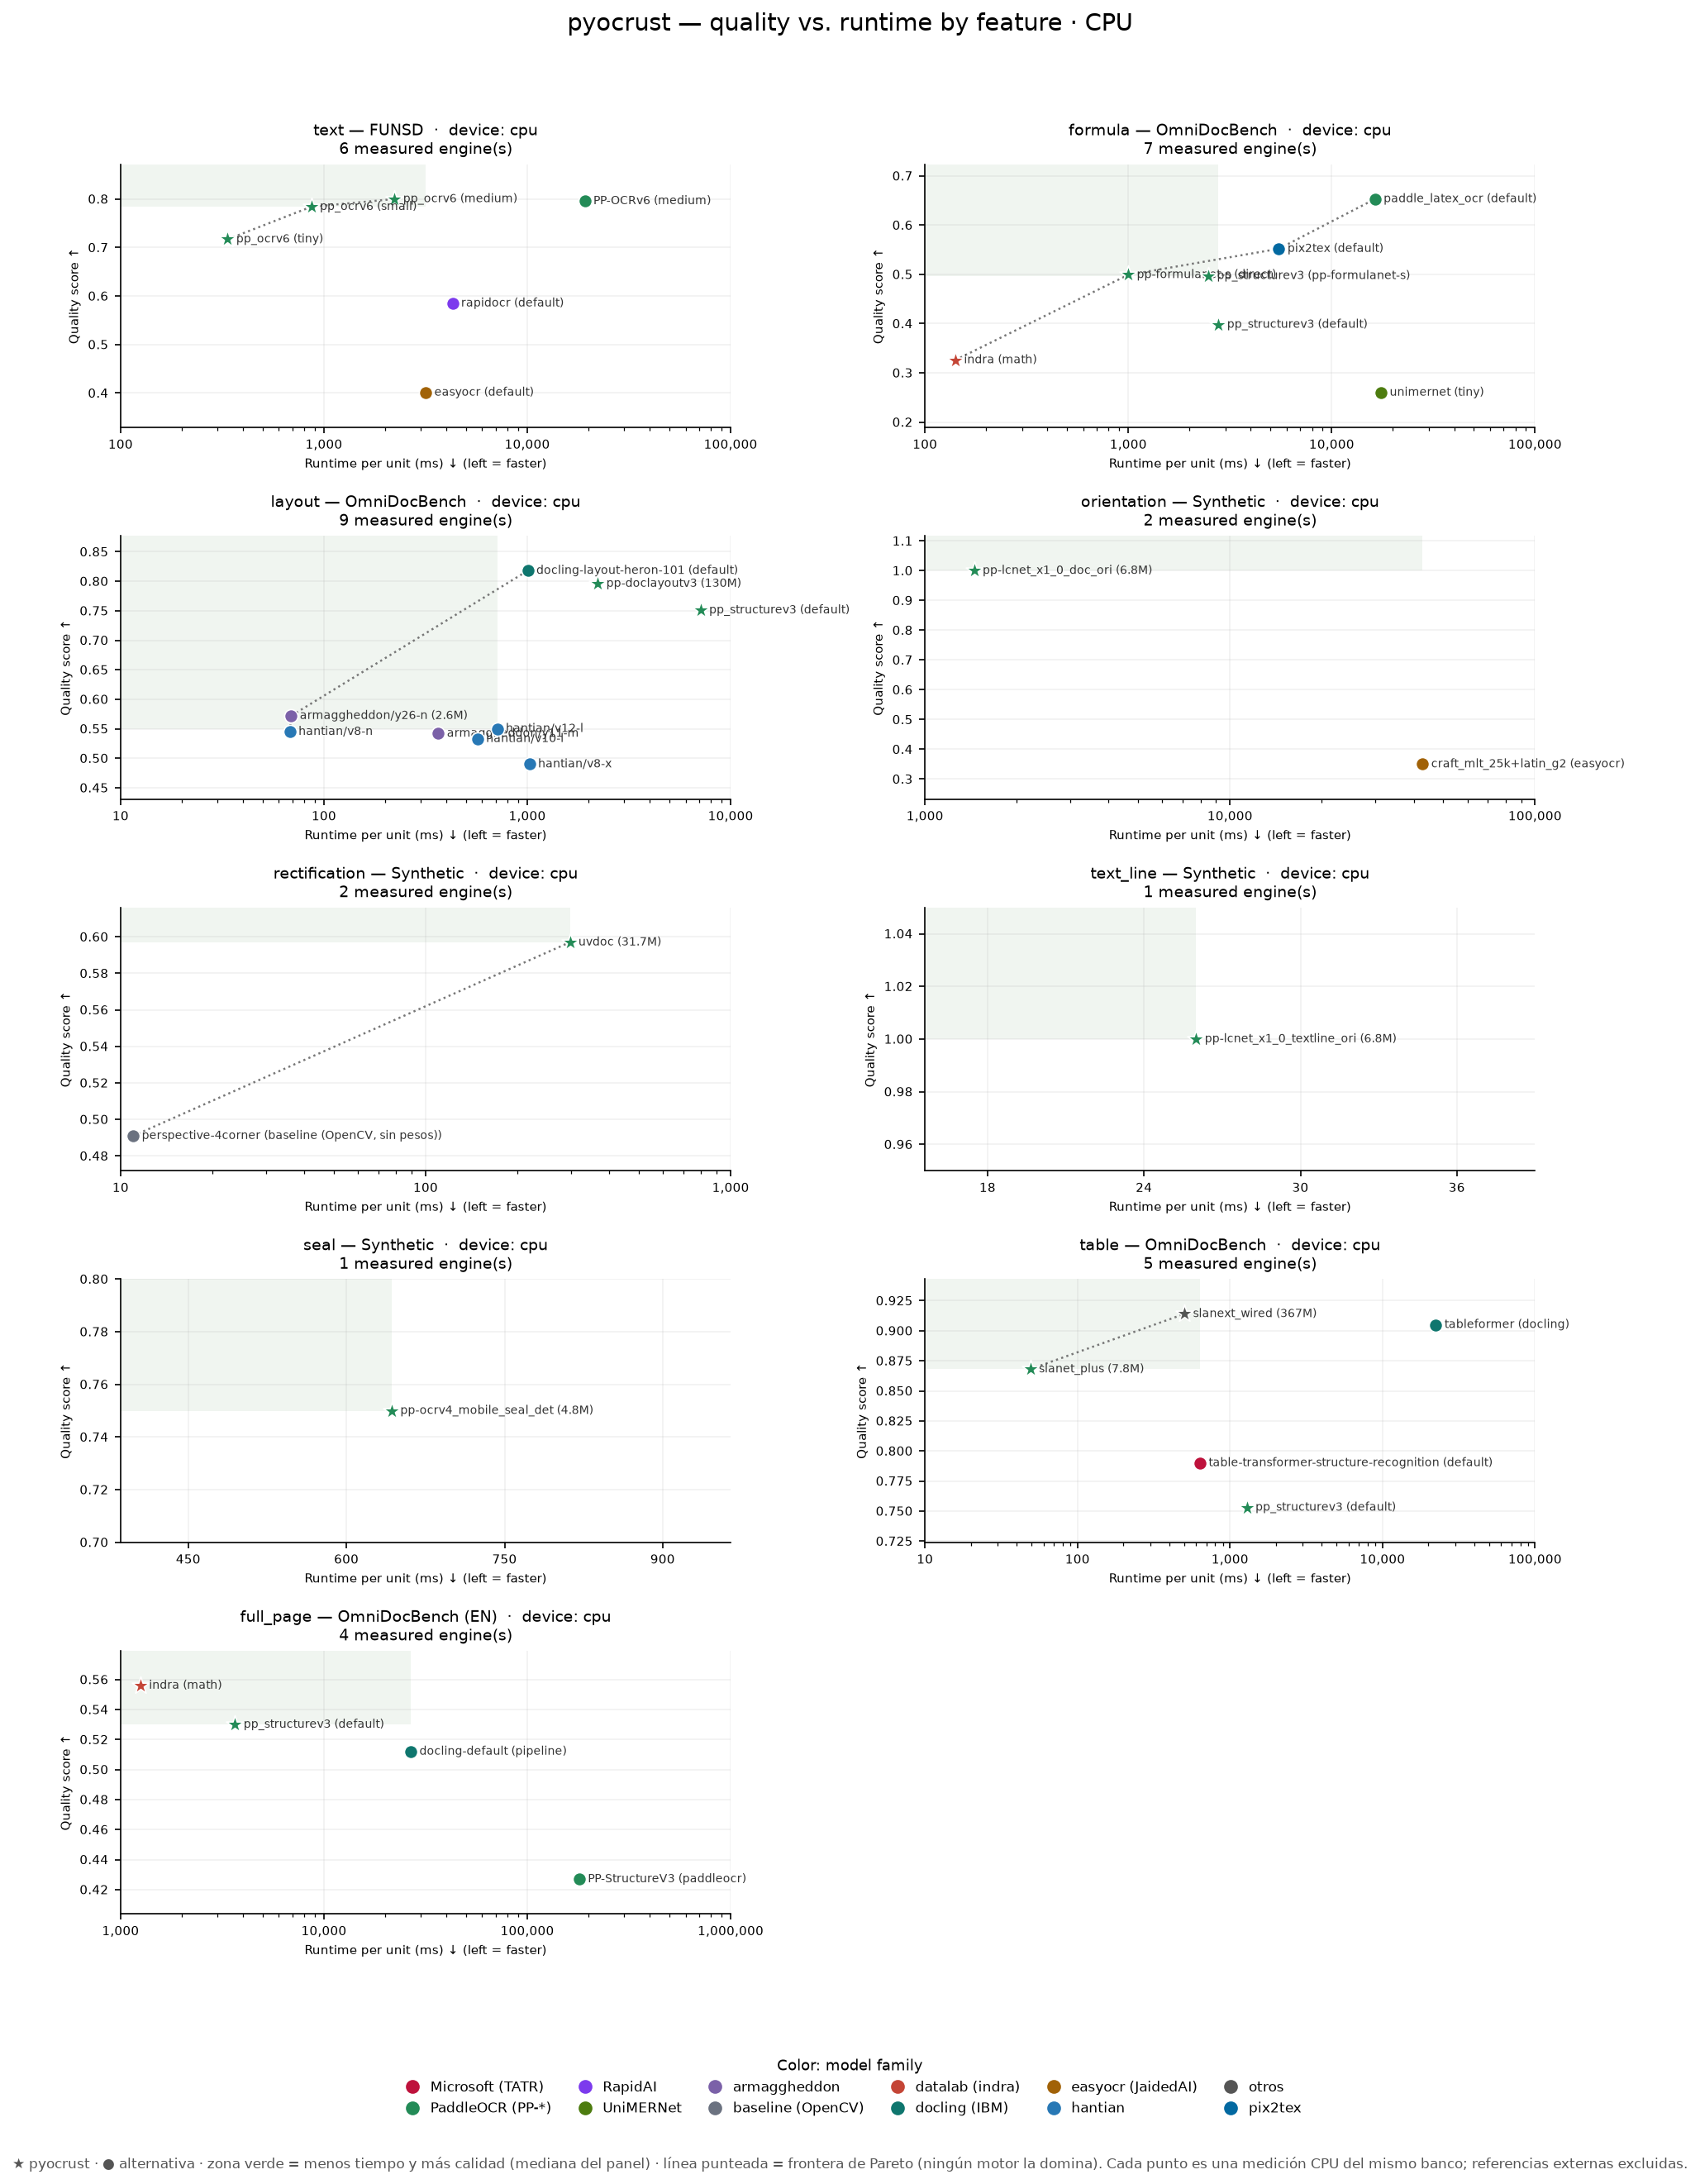 pyocrust — quality vs. runtime by feature · CPU
text — FUNSD · device: cpu
6 measured engine(s)
Quality score ↑
0.8
0.7
0.6
0.5
0.4
pp_ocrv6 (medium)
pp_ocrv6 (small)
PP-OCRv6 (medium)
pp_ocrv6 (tiny)
rapidocr (default)
easyocr (default)
100
1,000
10,000
100,000
Runtime per unit (ms) ↓ (left = faster)
formula — OmniDocBench · device: cpu
7 measured engine(s)
Quality score ↑
0.7
0.6
0.5
0.4
0.3
0.2
paddle_latex_ocr (default)
pix2tex (default)
pp-formulanet-s (direct)
pp_structurev3 (pp-formulanet-s)
pp_structurev3 (default)
indra (math)
unimernet (tiny)
100
1,000
10,000
100,000
Runtime per unit (ms) ↓ (left = faster)
layout — OmniDocBench · device: cpu
9 measured engine(s)
Quality score ↑
0.85
0.80
0.75
0.70
0.65
0.60
0.55
0.50
0.45
docling-layout-heron-101 (default)
pp-doclayoutv3 (130M)
pp_structurev3 (default)
armaggheddon/y26-n (2.6M)
hantian/v8-n
hantian/v12-l
armaggheddon/y11-m
hantian/v10-l
hantian/v8-x
10
100
1,000
10,000
Runtime per unit (ms) ↓ (left = faster)
orientation — Synthetic · device: cpu
2 measured engine(s)
Quality score ↑
1.1
1.0
0.9
0.8
0.7
0.6
0.5
0.4
0.3
pp-lcnet_x1_0_doc_ori (6.8M)
craft_mlt_25k+latin_g2 (easyocr)
1,000
10,000
100,000
Runtime per unit (ms) ↓ (left = faster)
rectification — Synthetic · device: cpu
2 measured engine(s)
Quality score ↑
0.60
0.58
0.56
0.54
0.52
0.50
0.48
uvdoc (31.7M)
perspective-4corner (baseline (OpenCV, sin pesos))
10
100
1,000
Runtime per unit (ms) ↓ (left = faster)
text_line — Synthetic · device: cpu
1 measured engine(s)
Quality score ↑
1.04
1.02
1.00
0.98
0.96
pp-lcnet_x1_0_textline_ori (6.8M)
18
24
30
36
Runtime per unit (ms) ↓ (left = faster)
seal — Synthetic · device: cpu
1 measured engine(s)
Quality score ↑
0.80
0.78
0.76
0.74
0.72
0.70
pp-ocrv4_mobile_seal_det (4.8M)
450
600
750
900
Runtime per unit (ms) ↓ (left = faster)
table — OmniDocBench · device: cpu
5 measured engine(s)
Quality score ↑
0.925
0.900
0.875
0.850
0.825
0.800
0.775
0.750
0.725
slanext_wired (367M)
tableformer (docling)
slanet_plus (7.8M)
table-transformer-structure-recognition (default)
pp_structurev3 (default)
10
100
1,000
10,000
100,000
Runtime per unit (ms) ↓ (left = faster)
full_page — OmniDocBench (EN) · device: cpu
4 measured engine(s)
Quality score ↑
0.56
0.54
0.52
0.50
0.48
0.46
0.44
0.42
indra (math)
pp_structurev3 (default)
docling-default (pipeline)
PP-StructureV3 (paddleocr)
1,000
10,000
100,000
1,000,000
Runtime per unit (ms) ↓ (left = faster)
Color: model family
Microsoft (TATR) RapidAI armaggheddon datalab (indra) easyocr (JaidedAI) otros
PaddleOCR (PP-*) UniMERNet baseline (OpenCV) docling (IBM) hantian pix2tex
★ pyocrust · ● alternativa · zona verde = menos tiempo y más calidad (mediana del panel) · línea punteada = frontera de Pareto (ningún motor la domina). Cada punto es una medición CPU del mismo banco; referencias externas excluidas.